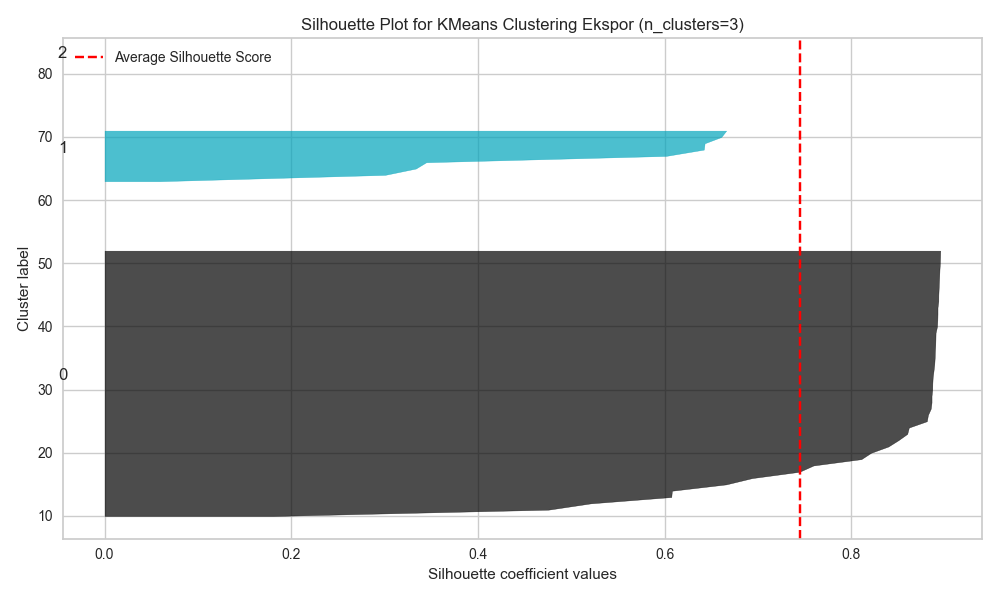 Silhouette Plot for KMeans Clustering Ekspor (n_clusters=3)
2
Average Silhouette Score
80
70
1
60
50
40
0
30
20
10
Cluster label
0.0 0.2 0.4 0.6 0.8
Silhouette coefficient values